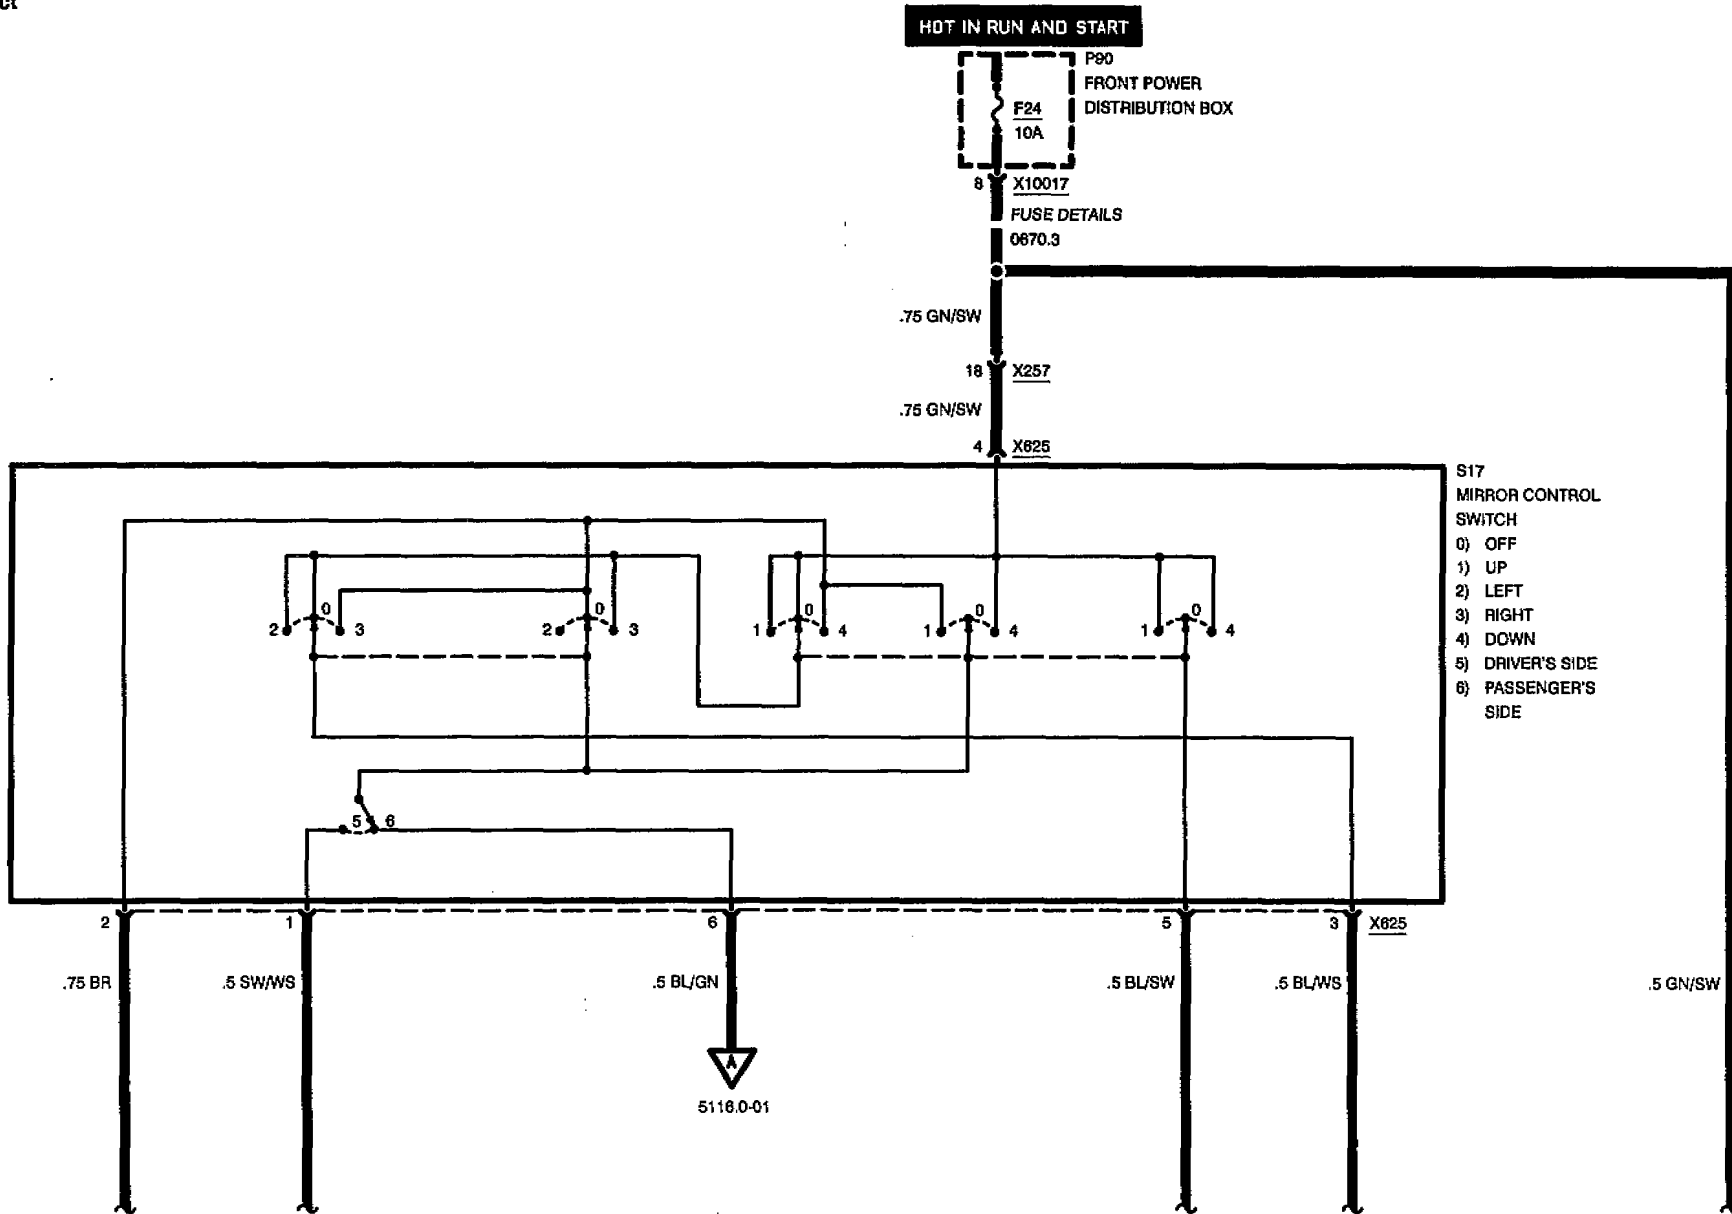 HOT IN RUN AND START
P90
FRONT POWER
DISTRIBUTION BOX
F24
10A
8 X10017
FUSE DETAILS
0670.3
.75 GN/SW
18 X257
.75 GN/SW
4 X625
S17
MIRROR CONTROL
SWITCH
0) OFF
1) UP
2) LEFT
3) RIGHT
4) DOWN
5) DRIVER'S SIDE
6) PASSENGER'S
SIDE
0 0 0 0 0
2 3 2 3 1 4 1 4 1 4
5 6
2 1 6 5 3 X625
.75 BR .5 SW/WS .5 BL/GN .5 BL/SW .5 BL/WS .5 GN/SW
A
5116.0-01